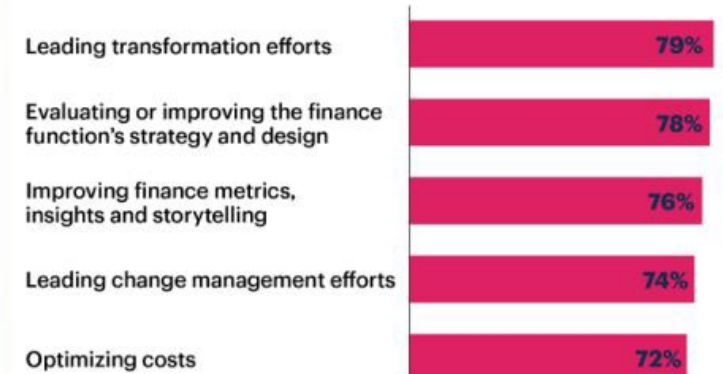 Leading transformation efforts
79%
Evaluating or improving the finance
function's strategy and design
78%
Improving finance metrics,
insights and storytelling
76%
Leading change management efforts
74%
Optimizing costs
72%